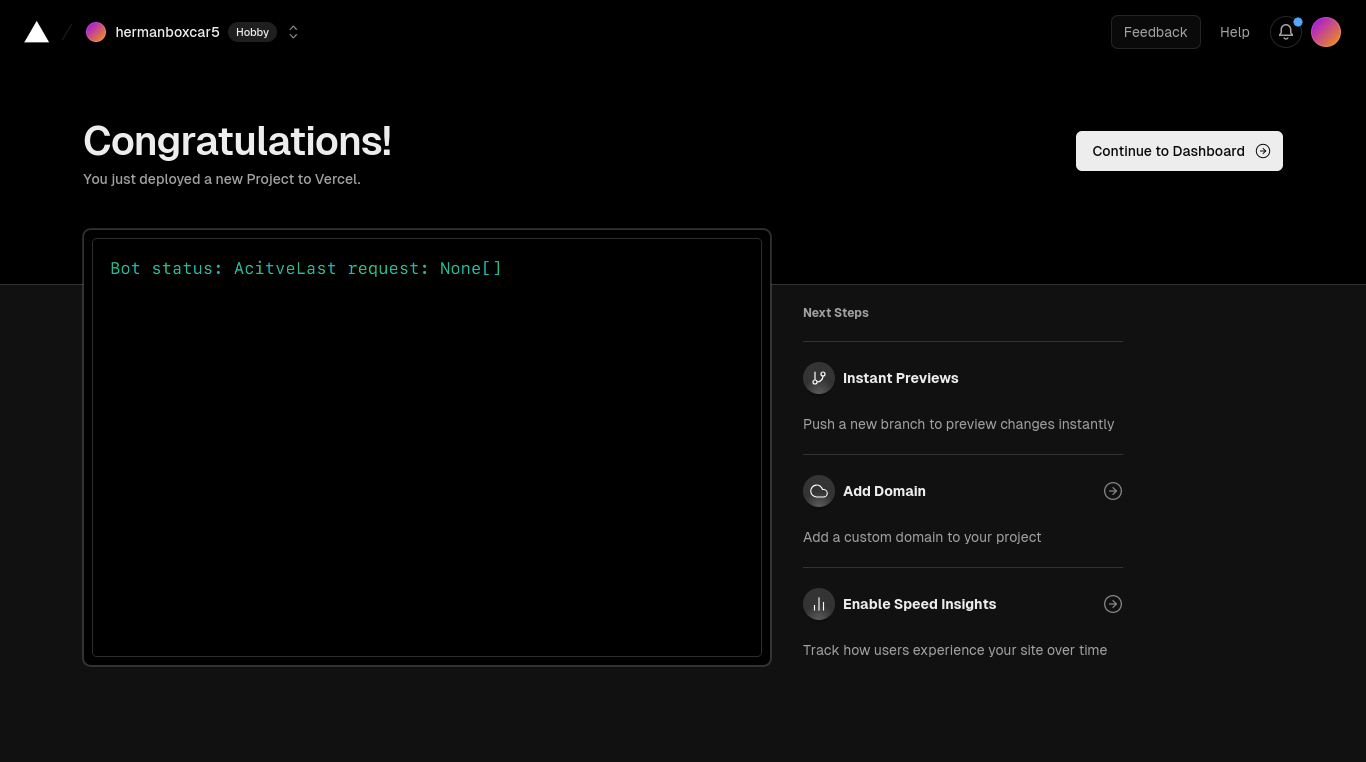 hermanboxcar5 Hobby Feedback Help
Congratulations!
You just deployed a new Project to Vercel.
Continue to Dashboard
Bot status: AcitveLast request: None[]
Next Steps
Instant Previews
Push a new branch to preview changes instantly
Add Domain
Add a custom domain to your project
Enable Speed Insights
Track how users experience your site over time